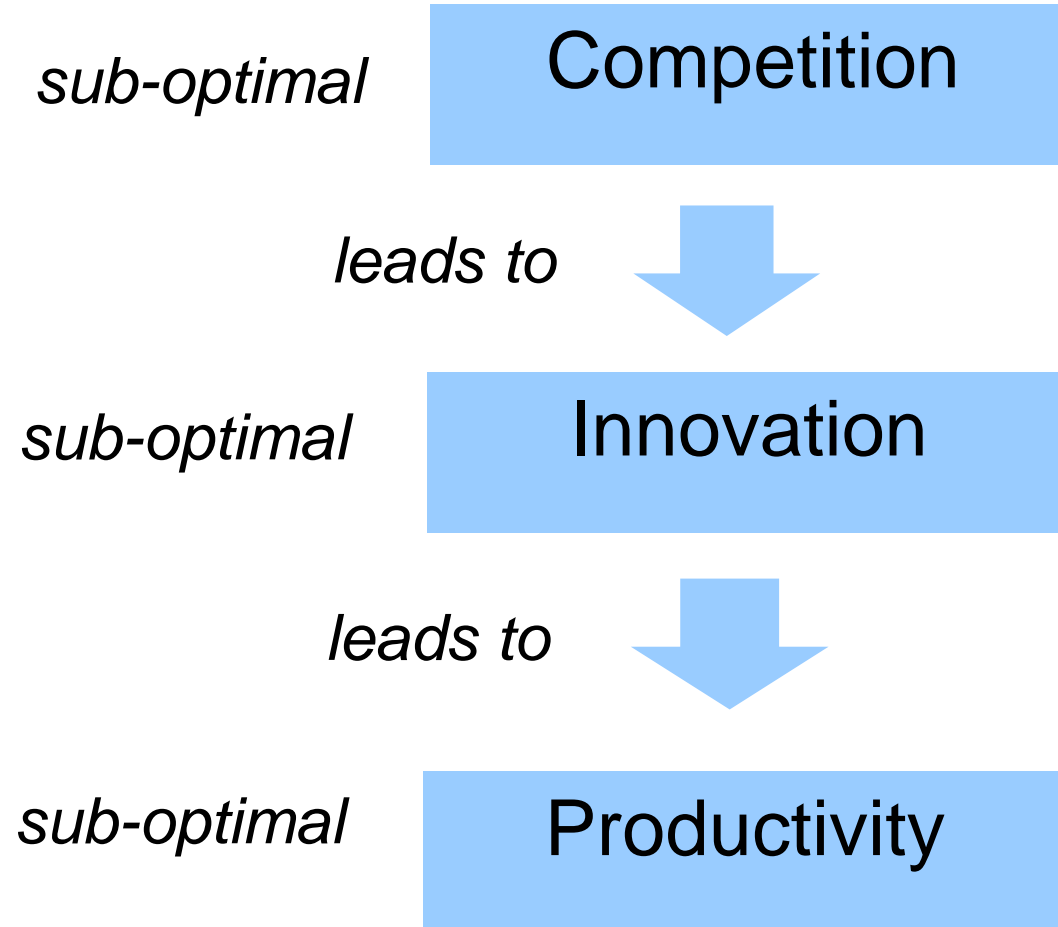 sub-optimal Competition
leads to
sub-optimal Innovation
leads to
sub-optimal Productivity